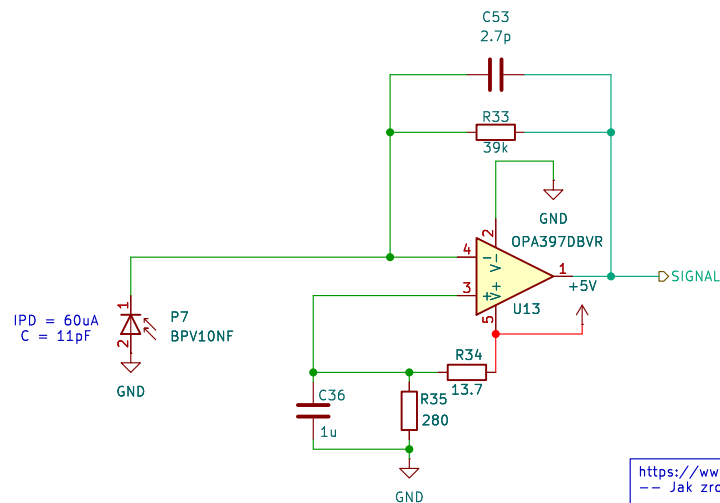 C53
2.7p
R33
39k
GND
2
OPA397DBVR
4
V-
1
SIGNAL
3
V+
+5V
U13
5
1
P7
IPD = 60uA
BPV10NF
C = 11pF
2
GND
R34
13.7
C36
R35
1u
280
GND
https://ww
-- Jak zro